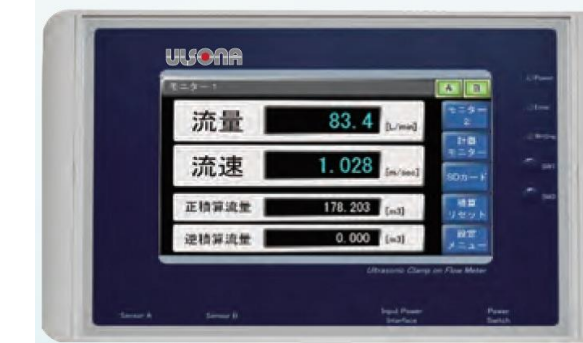 ULSONA
モニター 1
A B
流量 83.4 [L/min]
モニター 2
流速 1.028 [m/sec]
計器 モニター
SDカード
正積算流量 178.203 [m3]
積算 リセット
逆積算流量 0.000 [m3]
設定 メニュー
Ultrasonic Clamp on Flow Meter
Power
Error
Sensor A
Sensor B
Input Power
Interface
Power
Switch